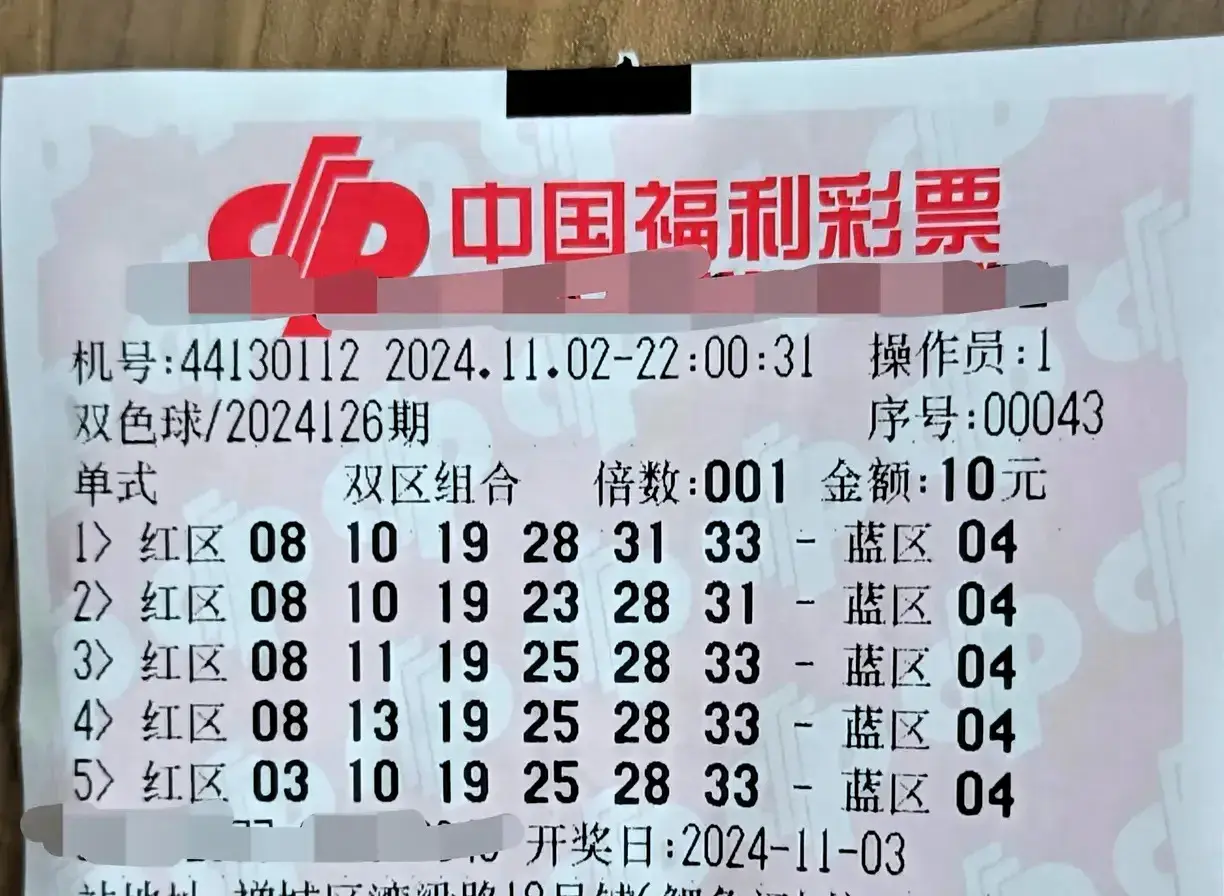 中国福利彩票
机号:44130112 2024.11.02-22:00:31 操作员:1
双色球/2024126期 序号:00043
单式 双区组合 倍数:001 金额:10元
1> 红区 08 10 19 28 31 33 - 蓝区 04
2> 红区 08 10 19 23 28 31 - 蓝区 04
3> 红区 08 11 19 25 28 33 - 蓝区 04
4> 红区 08 13 19 25 28 33 - 蓝区 04
5> 红区 03 10 19 25 28 33 - 蓝区 04
开奖日:2024-11-03